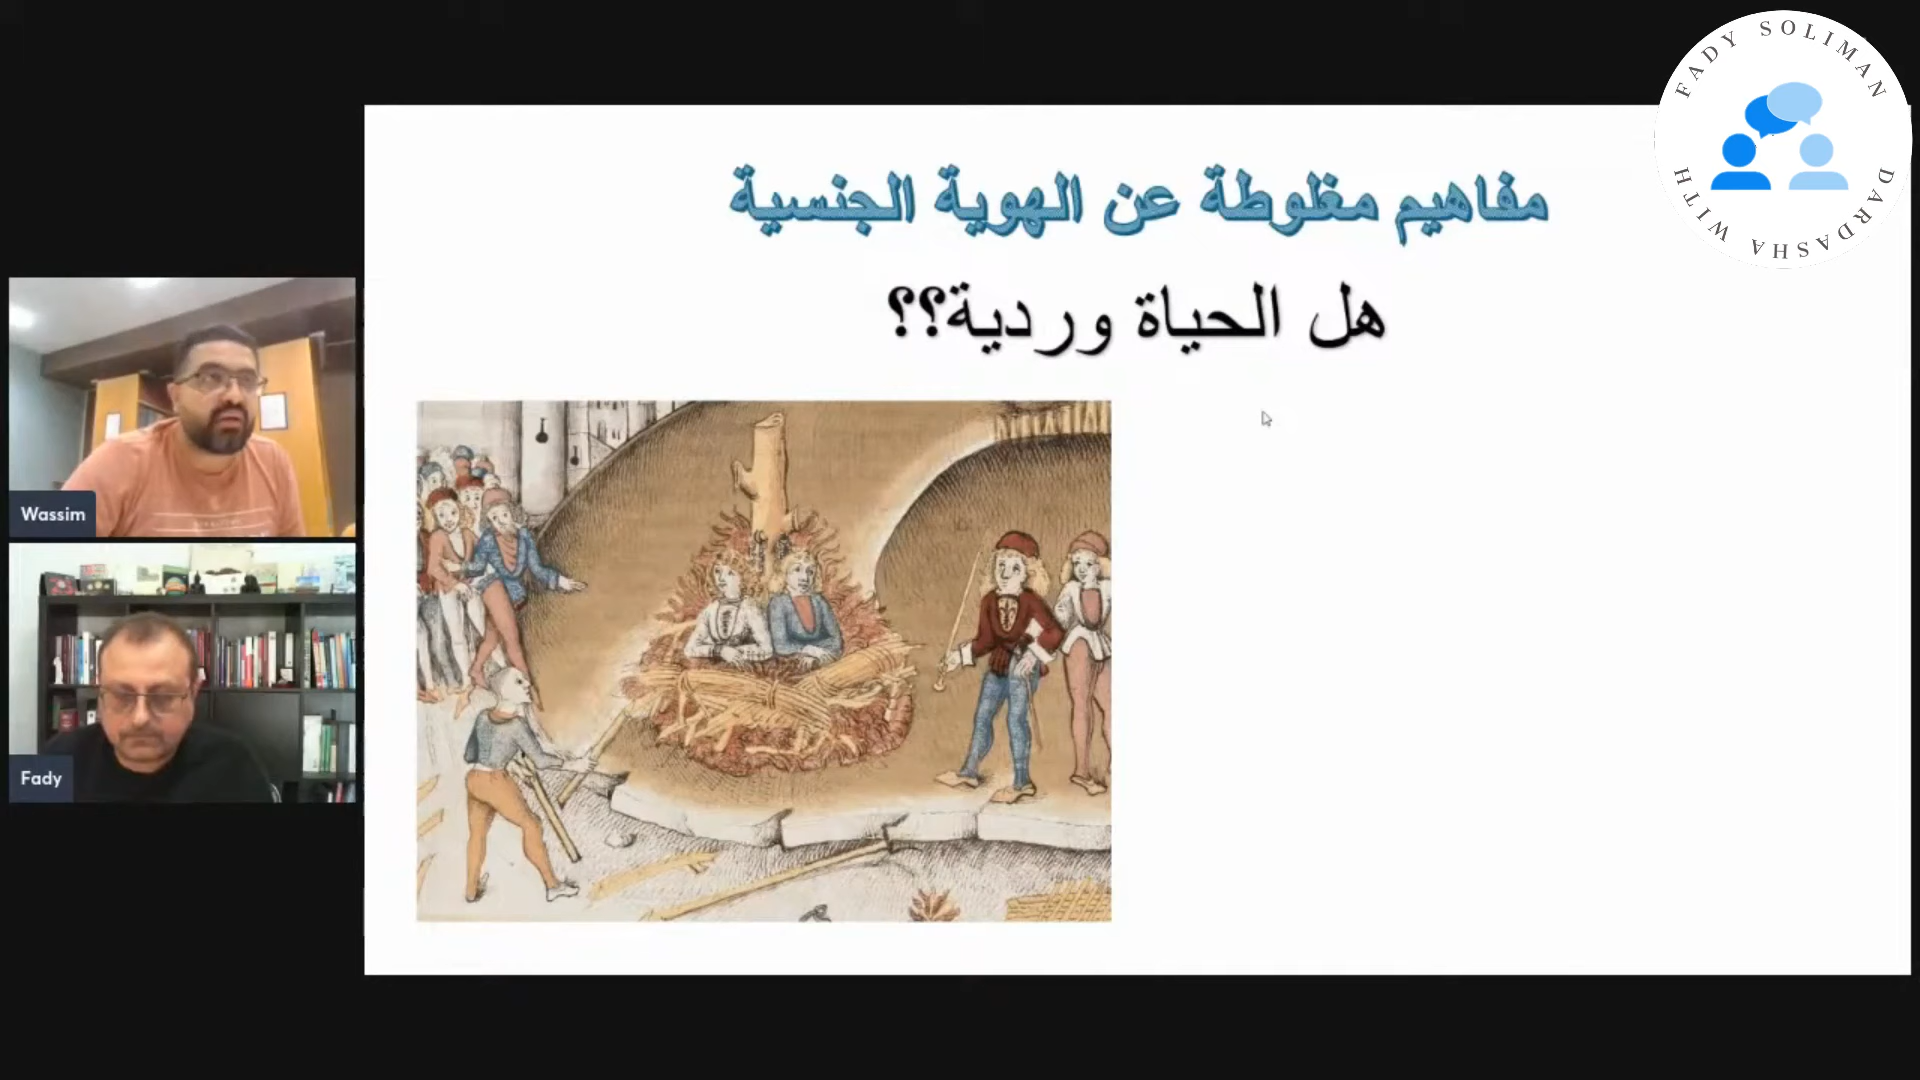 FADY SOLIMAN
DARDASHA WITH
مفاهيم مغلوطة عن الهوية الجنسية
هل الحياة وردية؟؟
Wassim
Fady